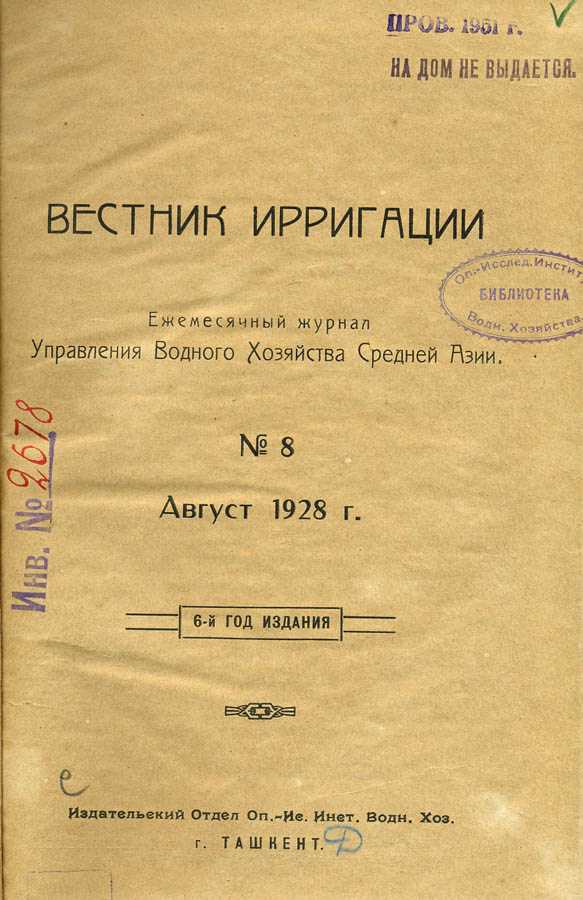 ПРОВ. 1951 г.
НА ДОМ НЕ ВЫДАЕТСЯ.
ВЕСТНИК ИРРИГАЦИИ
Оп.-Исслед. Институт
БИБЛИОТЕКА
Водн. Хозяйства.
Ежемесячный журнал
Управления Водного Хозяйства Средней Азии.
№ 8
Август 1928 г.
Инв. № 2678
6-й ГОД ИЗДАНИЯ
е
Издательский Отдел Оп.-Ис. Инст. Водн. Хоз.
г. ТАШКЕНТ.
Ф